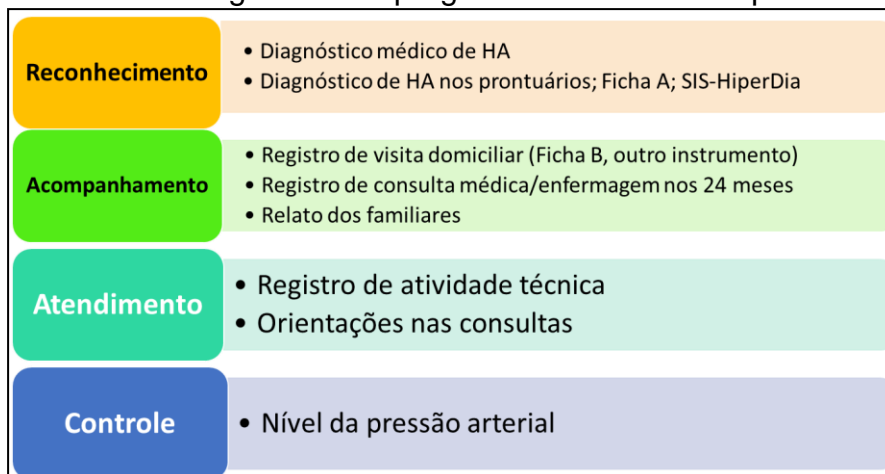 Reconhecimento
• Diagnóstico médico de HA
• Diagnóstico de HA nos prontuários; Ficha A; SIS-HiperDia
Acompanhamento
• Registro de visita domiciliar (Ficha B, outro instrumento)
• Registro de consulta médica/enfermagem nos 24 meses
• Relato dos familiares
Atendimento
• Registro de atividade técnica
• Orientações nas consultas
Controle
• Nível da pressão arterial